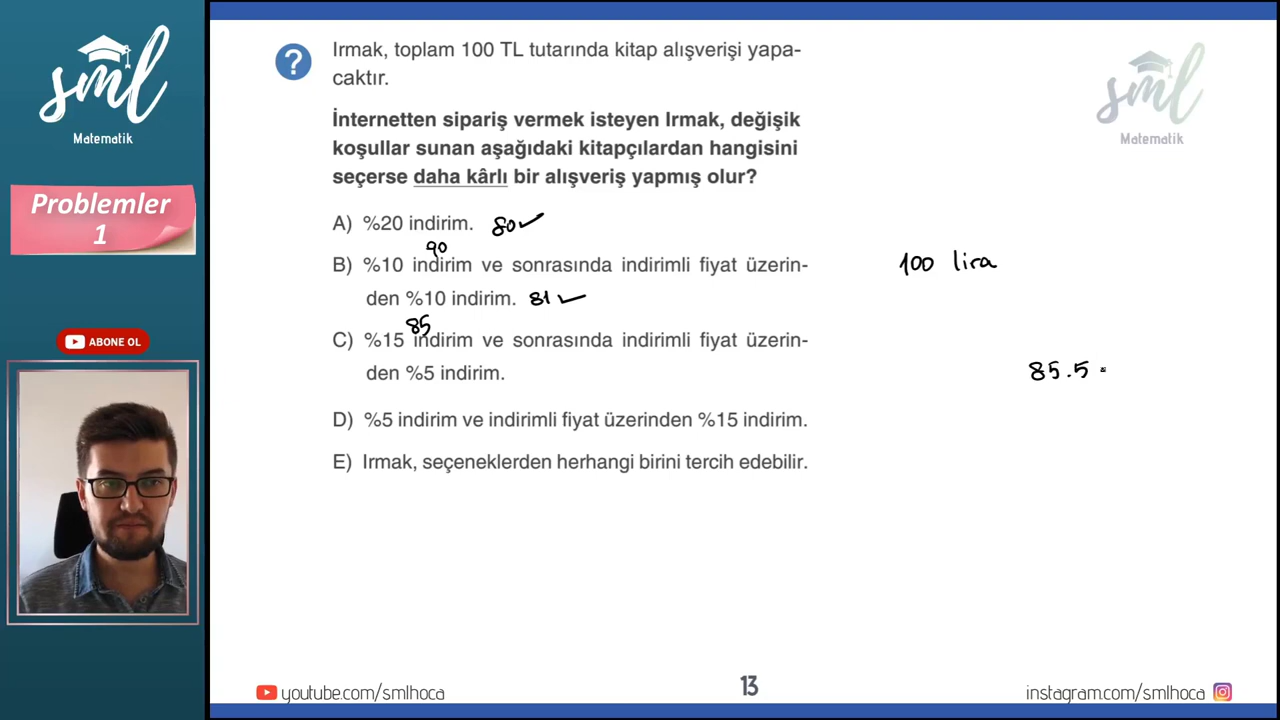 sml
Matematik
Problemler
1
ABONE OL
?
Irmak, toplam 100 TL tutarında kitap alışverişi yapa-
caktır.
İnternetten sipariş vermek isteyen Irmak, değişik
koşullar sunan aşağıdaki kitapçılardan hangisini
seçerse daha kârlı bir alışveriş yapmış olur?
A) %20 indirim. 80 ✓
90
B) %10 indirim ve sonrasında indirimli fiyat üzerin-
den %10 indirim. 81 ✓
85
C) %15 indirim ve sonrasında indirimli fiyat üzerin-
den %5 indirim.
D) %5 indirim ve indirimli fiyat üzerinden %15 indirim.
E) Irmak, seçeneklerden herhangi birini tercih edebilir.
sml
Matematik
100 lira
85.5
youtube.com/smlhoca
13
instagram.com/smlhoca